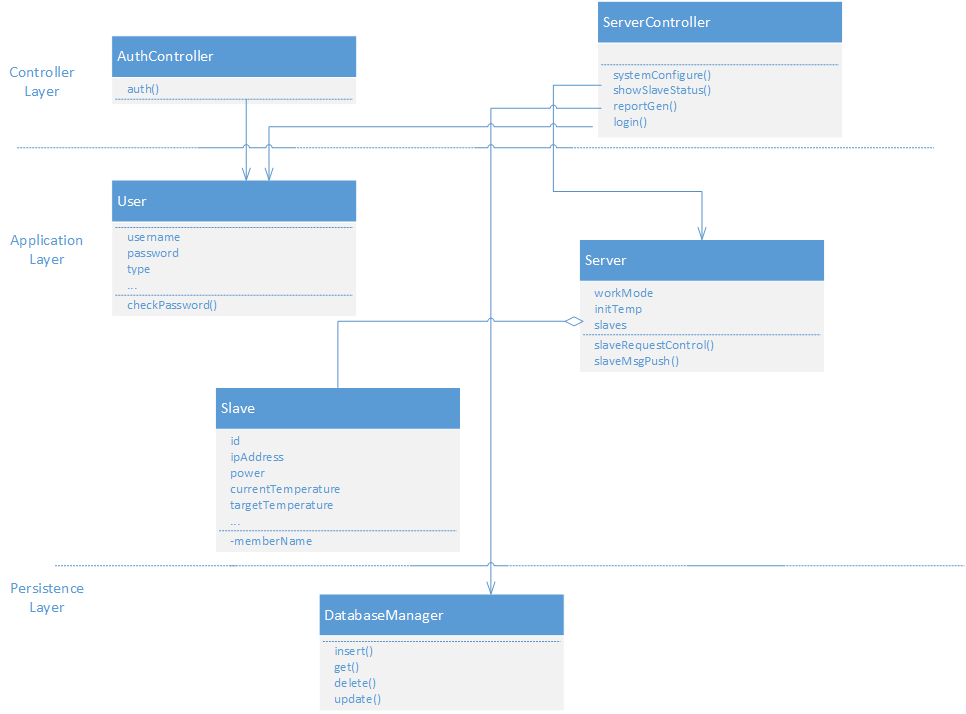 ServerController
systemConfigure()
showSlaveStatus()
reportGen()
login()
AuthController
auth()
Controller
Layer
User
username
password
type
...
checkPassword()
Application
Layer
Server
workMode
initTemp
slaves
slaveRequestControl()
slaveMsgPush()
Slave
id
ipAddress
power
currentTemperature
targetTemperature
...
-memberName
Persistence
Layer
DatabaseManager
insert()
get()
delete()
update()